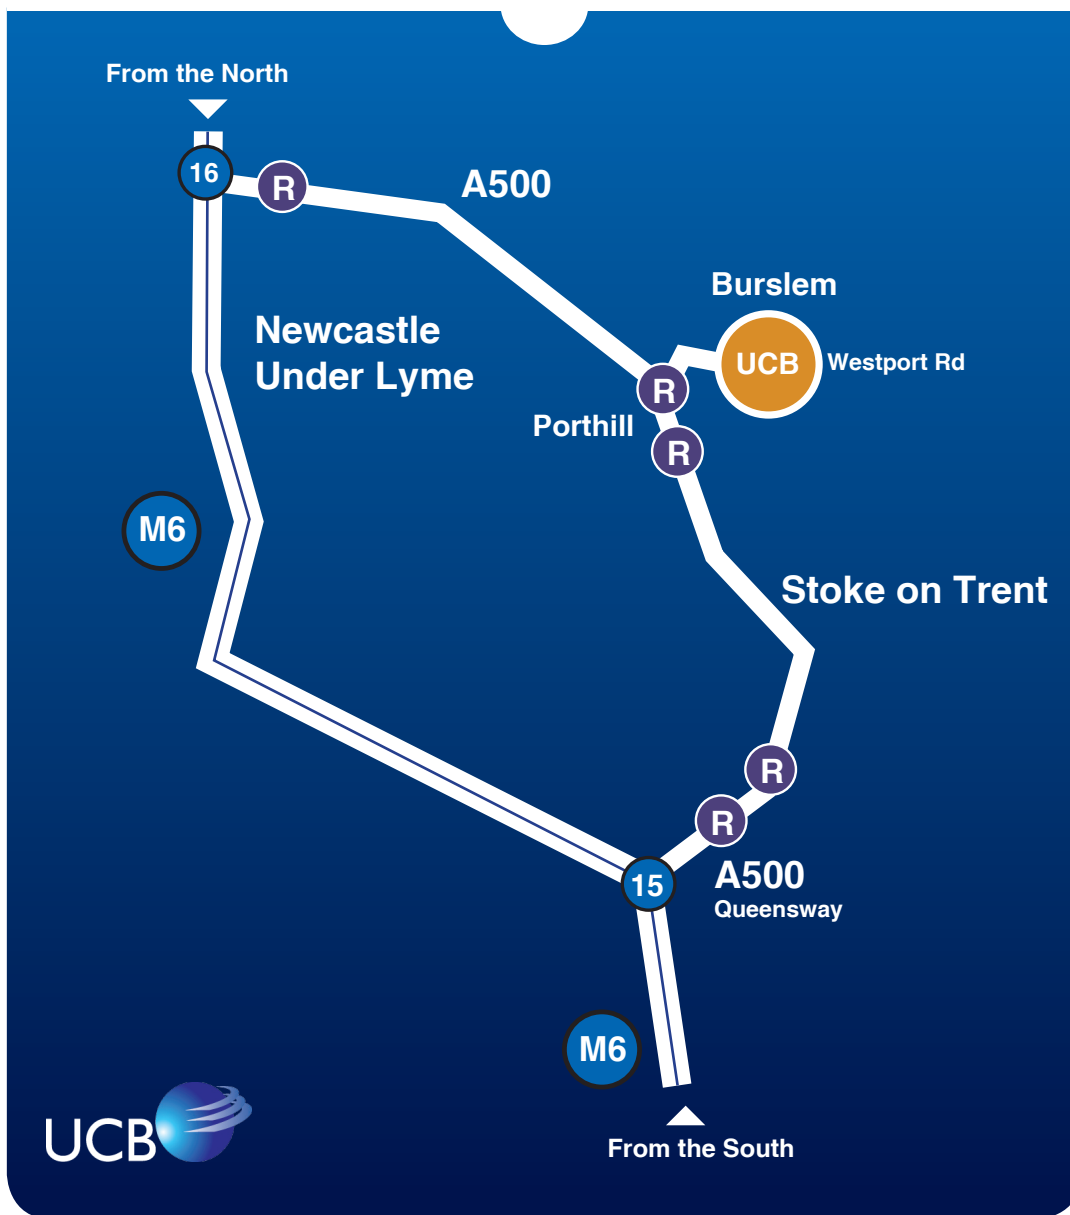 From the North
16
R
A500
Burslem
Newcastle
Under Lyme
UCB
Westport Rd
R
Porthill
R
M6
Stoke on Trent
R
R
15
A500
Queensway
M6
UCB
From the South